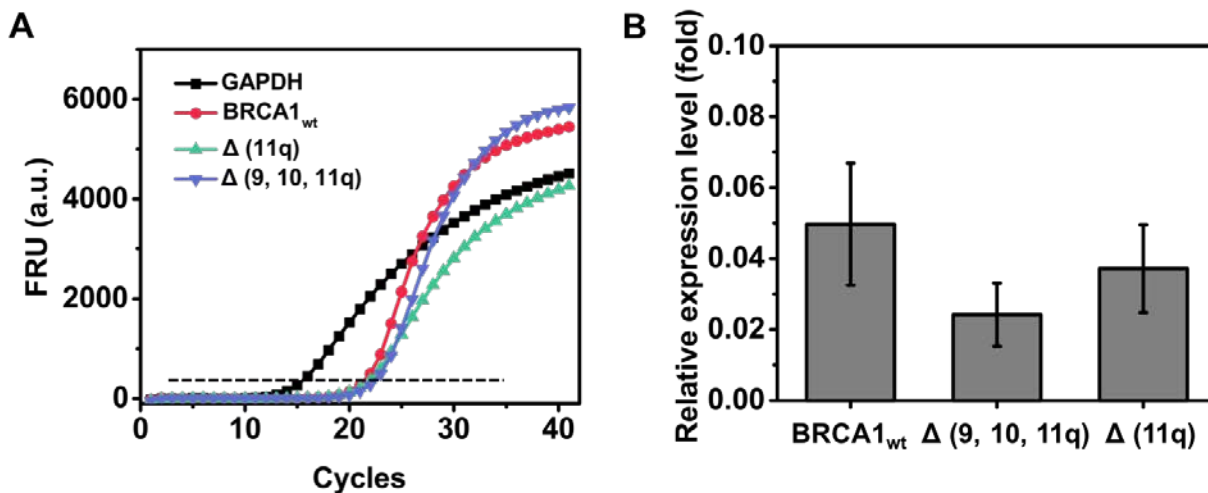 A
FRU (a.u.)
6000
4000
2000
0
GAPDH
BRCA1wt
Δ (11q)
Δ (9, 10, 11q)
0 10 20 30 40
Cycles
B
Relative expression level (fold)
0.10
0.08
0.06
0.04
0.02
0.00
BRCA1wt Δ (9, 10, 11q) Δ (11q)